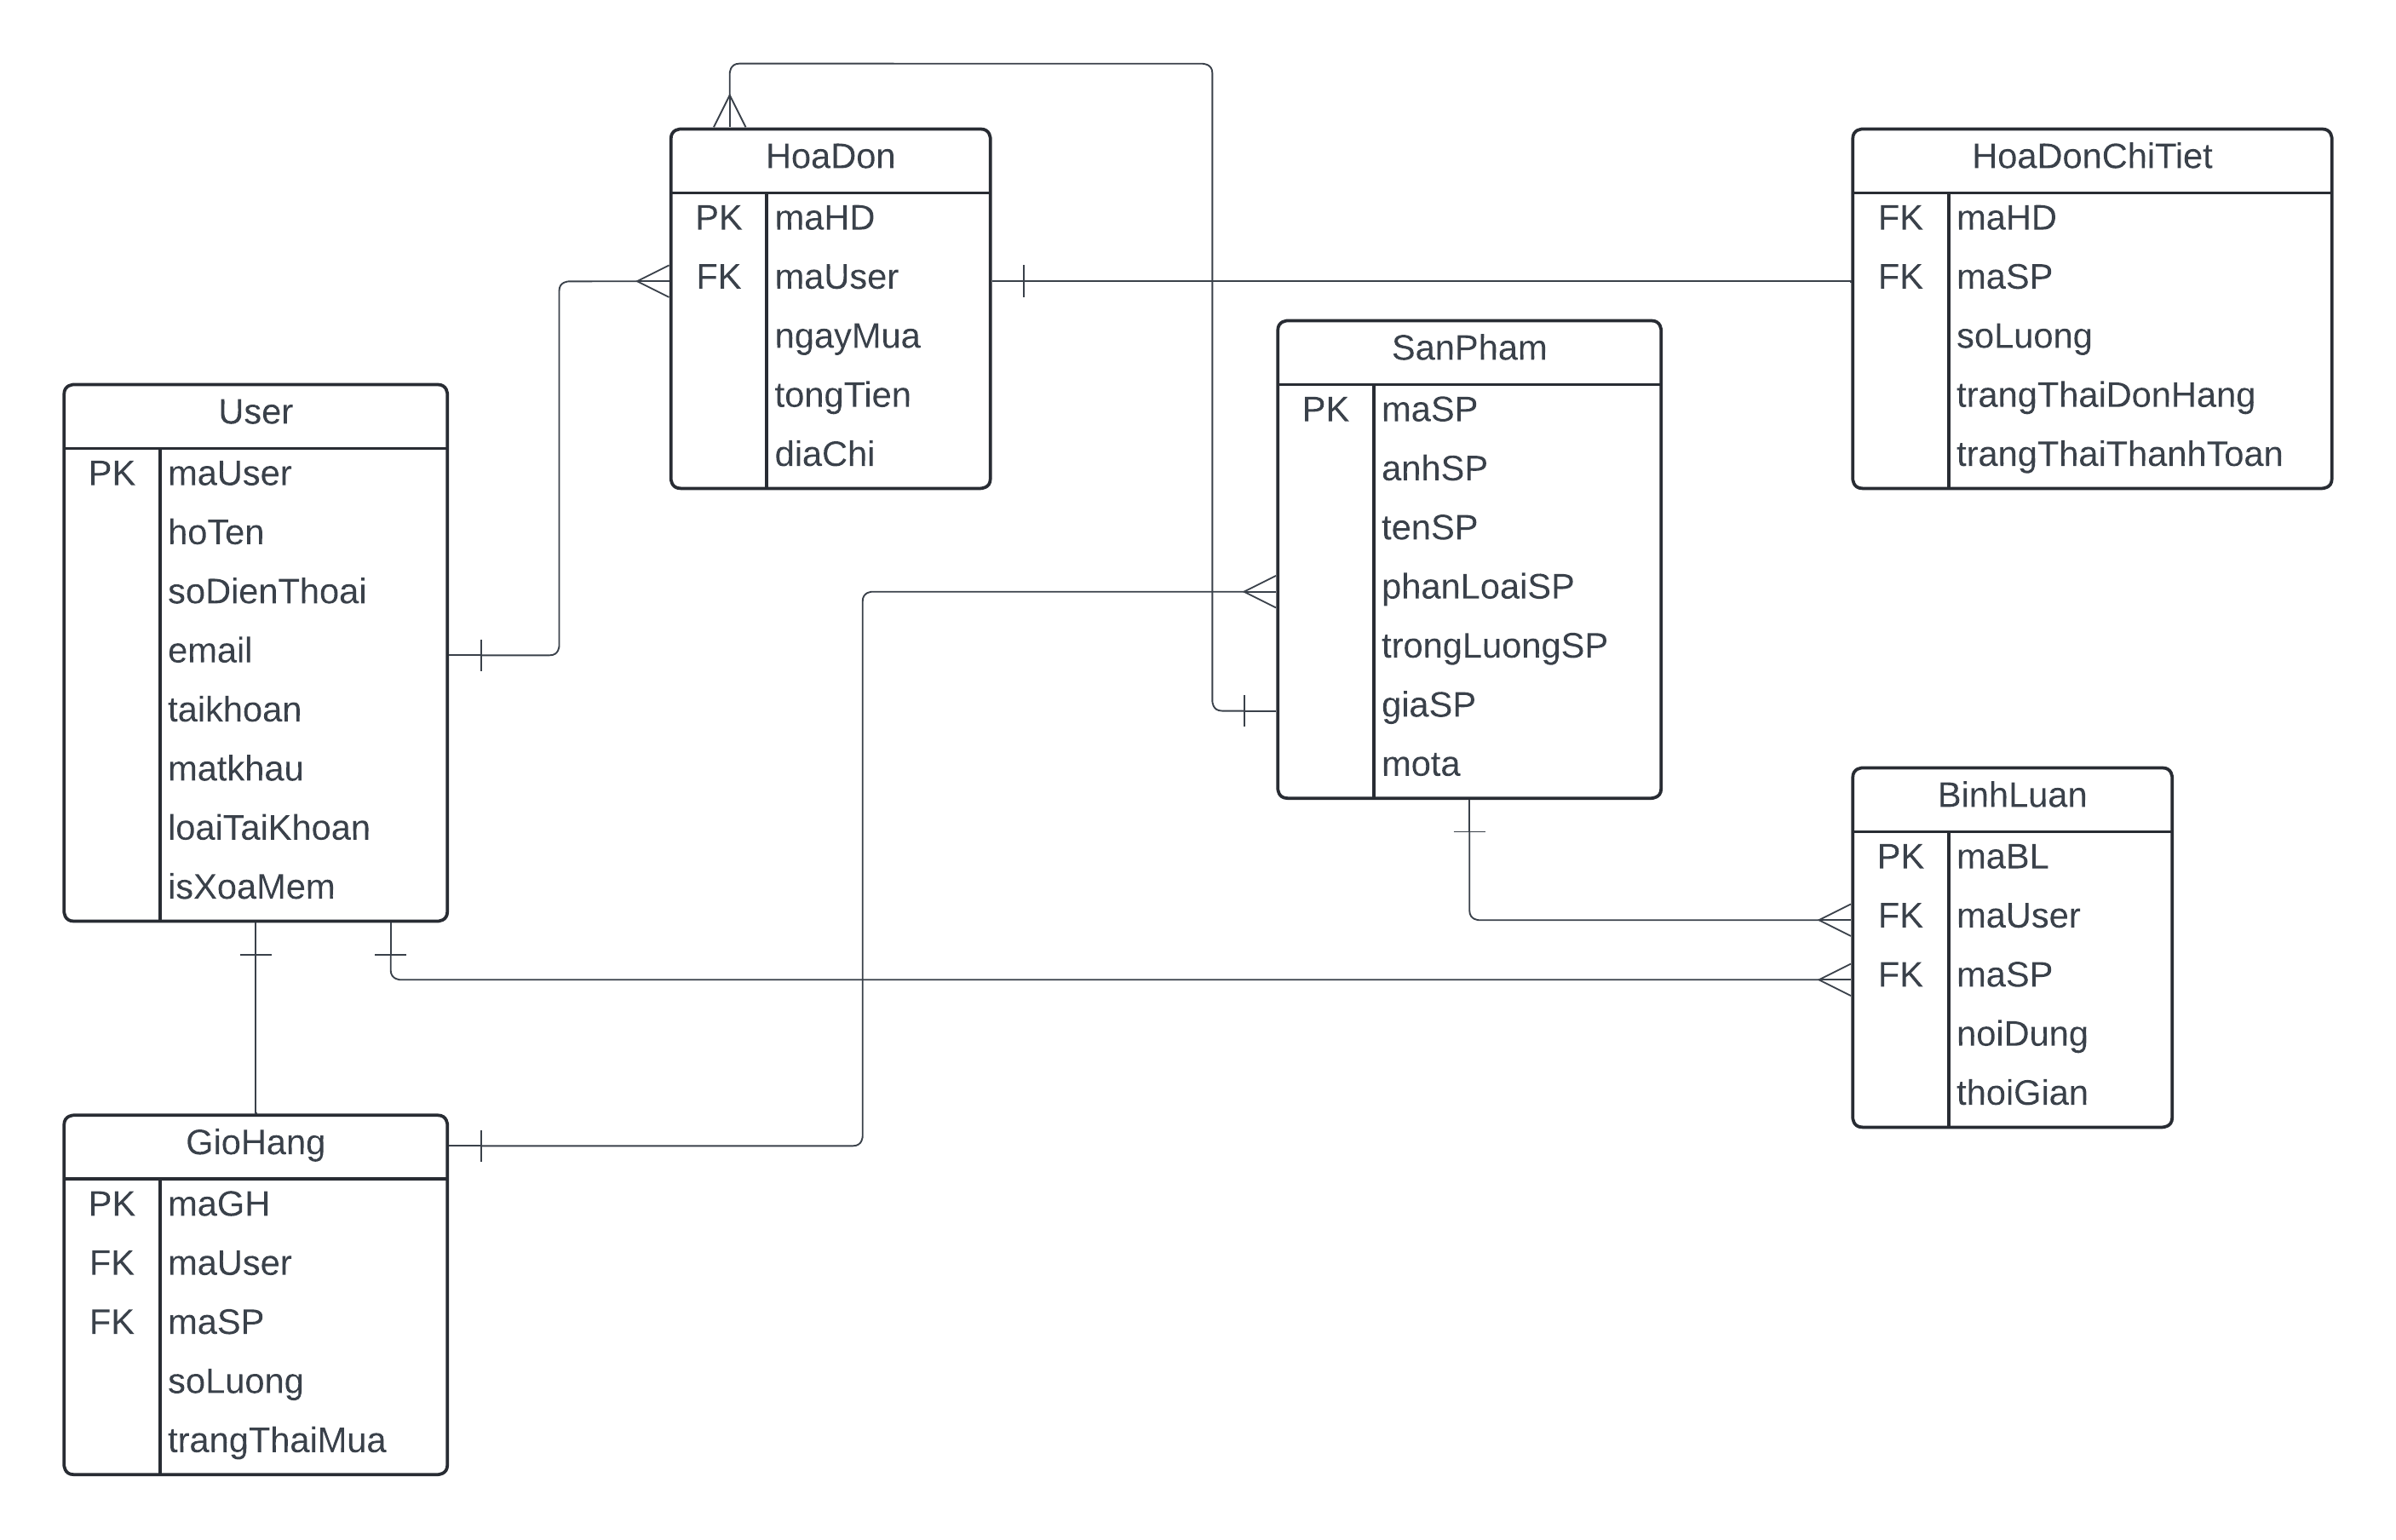 HoaDon
PK maHD
FK maUser
ngayMua
tongTien
diaChi
HoaDonChiTiet
FK maHD
FK maSP
soLuong
trangThaiDonHang
trangThaiThanhToan
SanPham
PK maSP
anhSP
tenSP
phanLoaiSP
trongLuongSP
giaSP
mota
User
PK maUser
hoTen
soDienThoai
email
taikhoan
matkhau
loaiTaiKhoan
isXoaMem
BinhLuan
PK maBL
FK maUser
FK maSP
noiDung
thoiGian
GioHang
PK maGH
FK maUser
FK maSP
soLuong
trangThaiMua